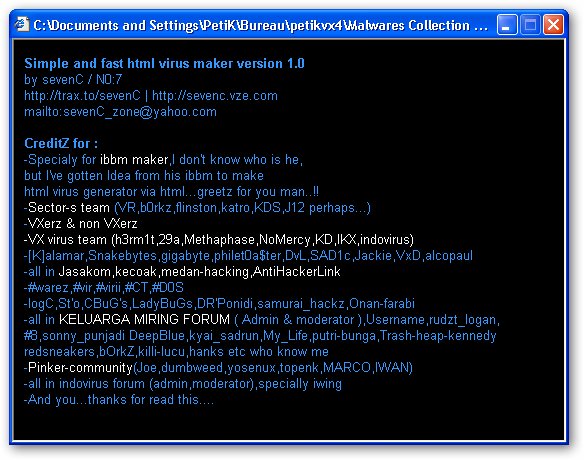 C:\Documents and Settings\PetiK\Bureau\petikvx4\Malwares Collection ...
Simple and fast html virus maker version 1.0
by sevenC / N0:7
http://trax.to/sevenC | http://sevenc.vze.com
mailto:sevenC_zone@yahoo.com
CreditZ for :
-Specialy for ibbm maker,I don't know who is he,
but I've gotten Idea from his ibbm to make
html virus generator via html...greetz for you man..!!
-Sector-s team (VR,b0rkz,flinston,katro,KDS,J12 perhaps...)
-VXerz & non VXerz
-VX virus team (h3rm1t,29a,Methaphase,NoMercy,KD,IKX,indovirus)
-[K]alamar,Snakebytes,gigabyte,philet0a$ter,DvL,SAD1c,Jackie,VxD,alcopaul
-all in Jasakom,kecoak,medan-hacking,AntiHackerLink
-#warez,#vir,#virii,#CT,#D0S
-logC,St'o,CBuG's,LadyBuGs,DR'Ponidi,samurai_hackz,Onan-farabi
-all in KELUARGA MIRING FORUM ( Admin & moderator ),Username,rudzt_logan,
#8,sonny_punjadi DeepBlue,kyai_sadrun,My_Life,putri-bunga,Trash-heap-kennedy
redsneakers,bOrkZ,killi-lucu,hanks etc who know me
-Pinker-community(Joe,dumbweed,yosenux,topenk,MARCO,IWAN)
-all in indovirus forum (admin,moderator),specially iwing
-And you...thanks for read this....